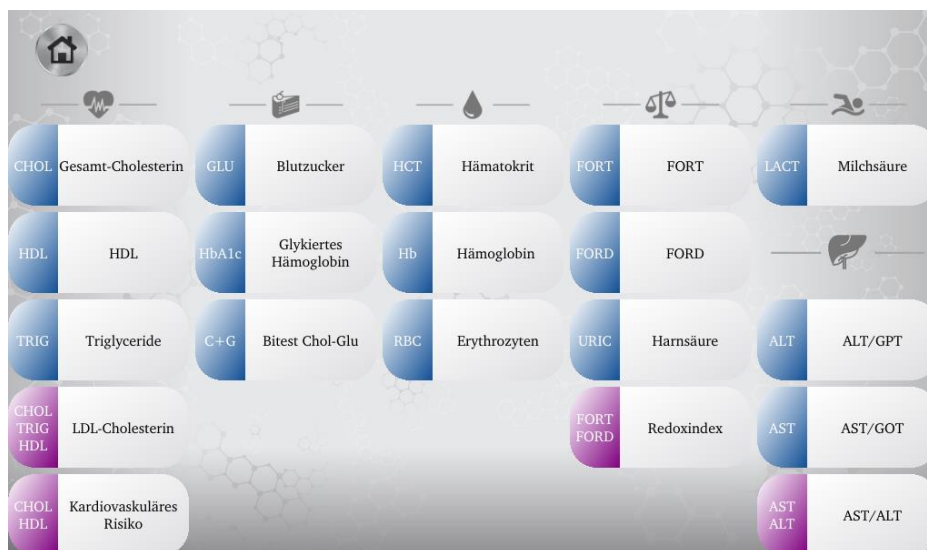 CHOL
Gesamt-Cholesterin
GLU
Blutzucker
HCT
Hämatokrit
FORT
FORT
LACT
Milchsäure
HDL
HDL
HbA1c
Glykiertes
Hämoglobin
Hb
Hämoglobin
FORD
FORD
TRIG
Triglyceride
C+G
Bitest Chol-Glu
RBC
Erythrozyten
URIC
Harnsäure
ALT
ALT/GPT
CHOL
TRIG
HDL
LDL-Cholesterin
FORT
FORD
Redoxindex
AST
AST/GOT
CHOL
HDL
Kardiovaskuläres
Risiko
AST
ALT
AST/ALT